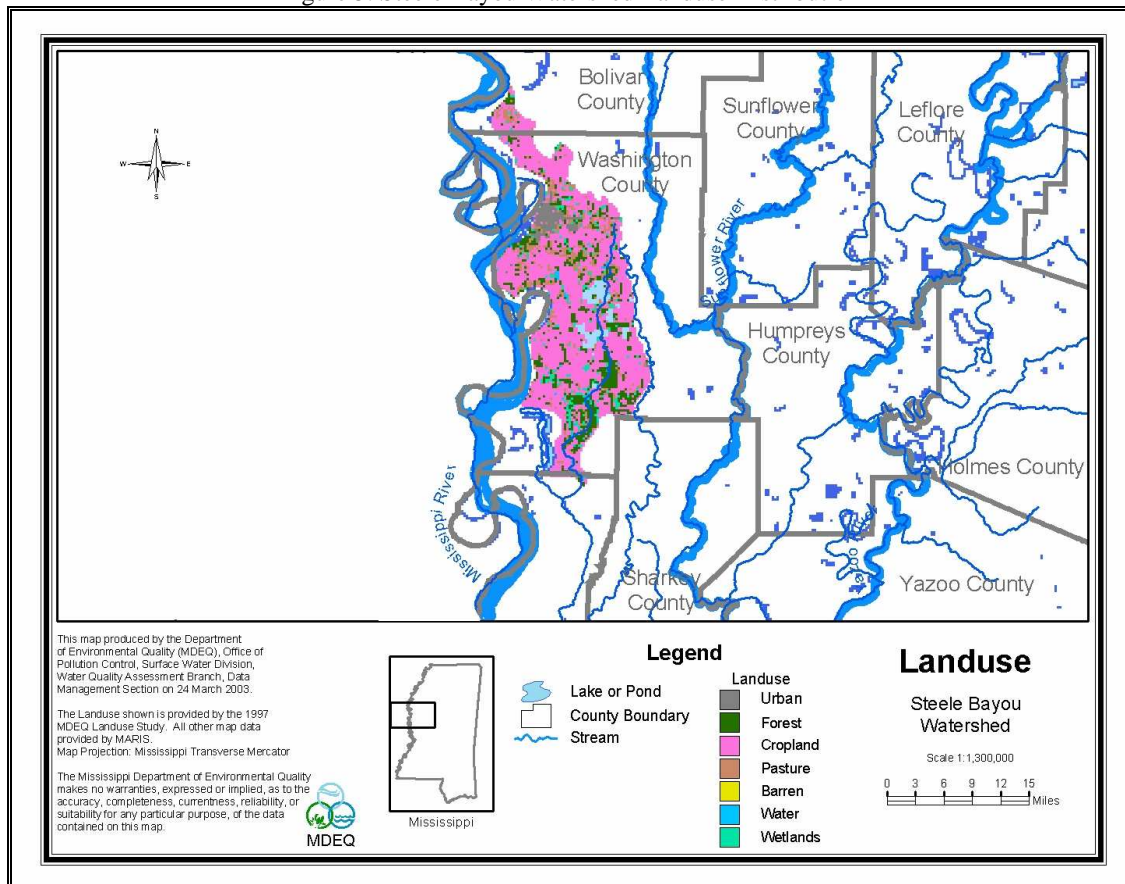 Bolivar
County
Sunflower
County
Leflore
County
Washington
County
Sunflower River
Humpreys
County
Holmes County
Mississippi River
Sharkey
County
Yazoo County
This map produced by the Department
of Environmental Quality (MDEQ), Office of
Pollution Control, Surface Water Division,
Water Quality Assessment Branch, Data
Management Section on 24 March 2003.
The Landuse shown is provided by the 1997
MDEQ Landuse Study. All other map data
provided by MARIS.
Map Projection: Mississippi Transverse Mercator
The Mississippi Department of Environmental Quality
makes no warranties, expressed or implied, as to the
accuracy, completeness, currentness, reliability, or
suitability for any particular purpose, of the data
contained on this map.
MDEQ
Mississippi
Legend
Lake or Pond
County Boundary
Stream
Landuse
Urban
Forest
Cropland
Pasture
Barren
Water
Wetlands
Landuse
Steele Bayou
Watershed
Scale 1:1,300,000
0 3 6 9 12 15
Miles
N
W E
S